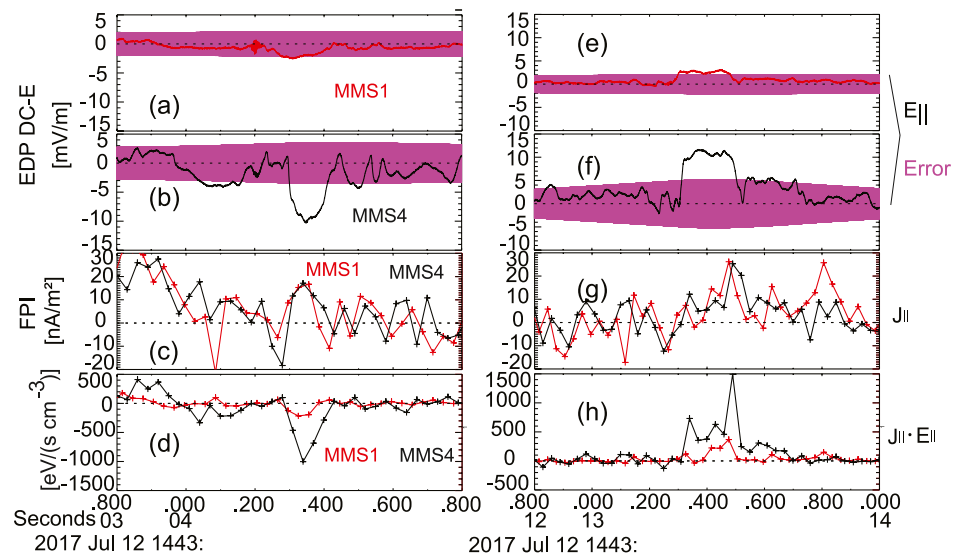 EDP DC-E
[mV/m]
5
0
-5
-10
-15
(a)
MMS1
5
0
-5
-10
-15
(b)
MMS4
FPI
[nA/m²]
30
20
10
0
-10
-20
MMS1
MMS4
(c)
[eV/(s cm⁻³)]
500
0
-500
-1000
-1500
(d)
MMS1
MMS4
.800 .000 .200 .400 .600 .800
Seconds 03 04
2017 Jul 12 1443:
15
10
5
0
-5
-10
(e)
E||
Error
15
10
5
0
-5
-10
(f)
30
20
10
0
-10
-20
(g)
J||
1500
1000
500
0
(h)
J||· E||
.800 .000 .200 .400 .600 .800 .000
12 13 14
2017 Jul 12 1443: